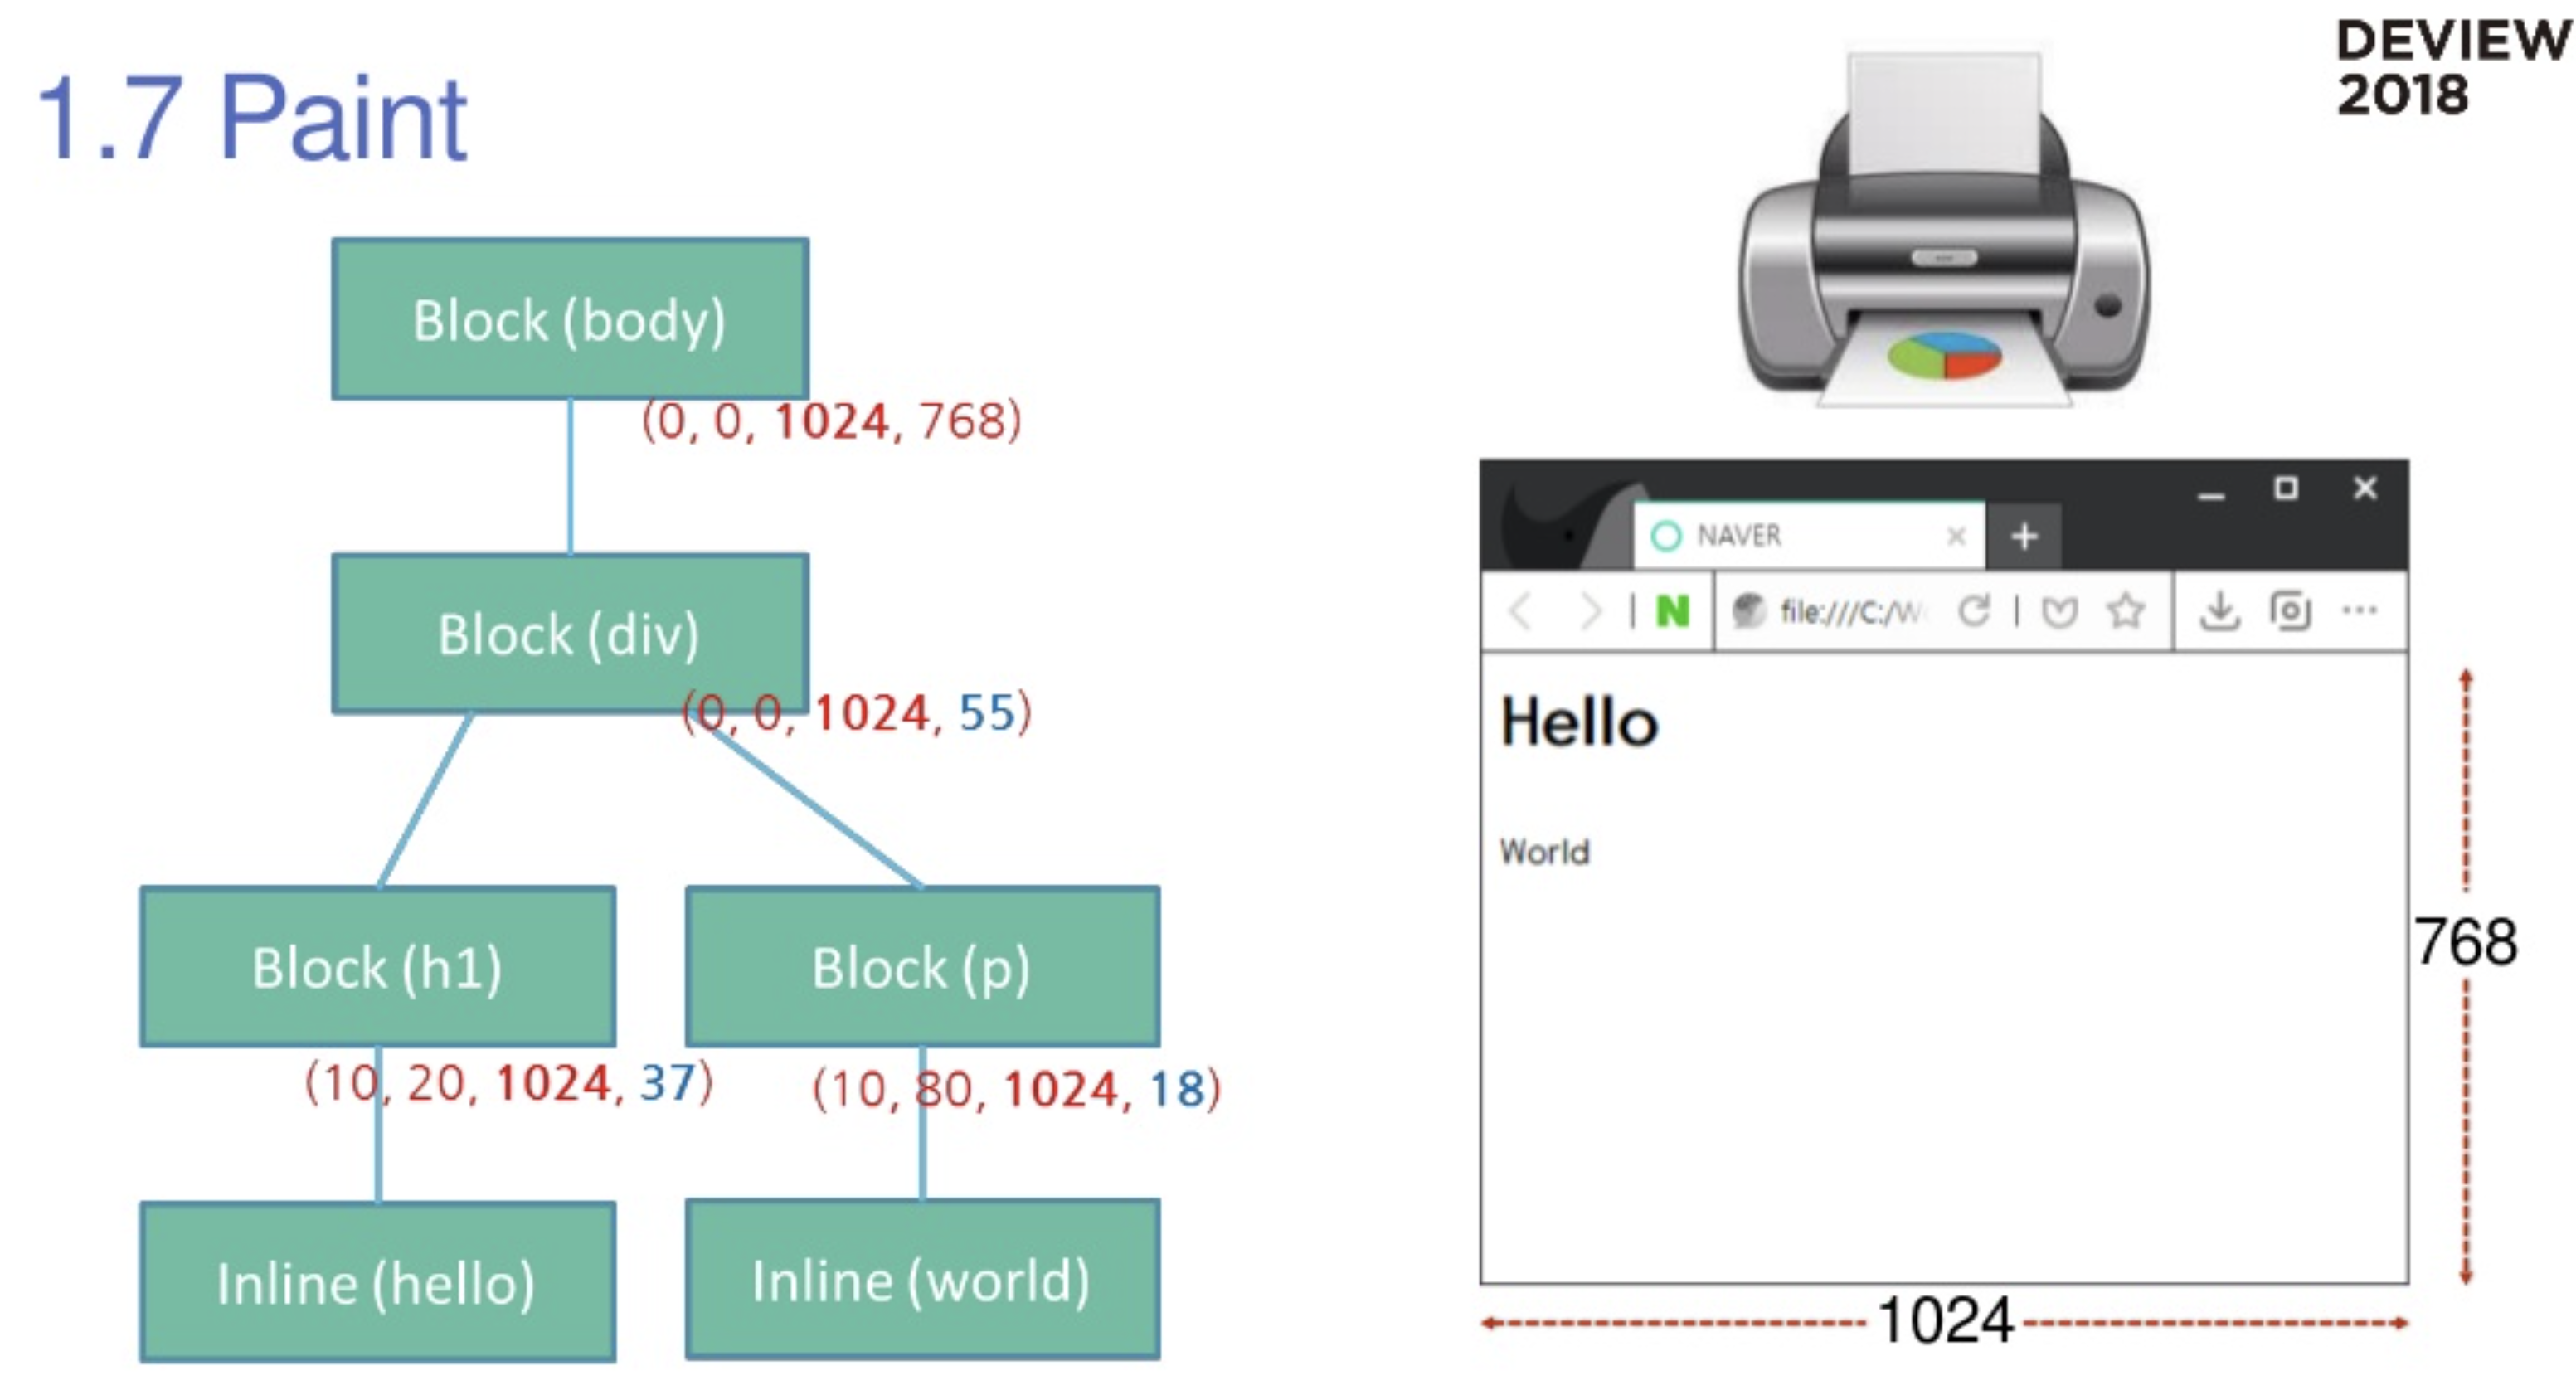 DEVIEW
2018
1.7 Paint
Block (body)
(0, 0, 1024, 768)
Block (div)
(0, 0, 1024, 55)
Block (h1)
Block (p)
(10, 20, 1024, 37)
(10, 80, 1024, 18)
Inline (hello)
Inline (world)
NAVER
N
file:///C:/W
Hello
World
768
1024